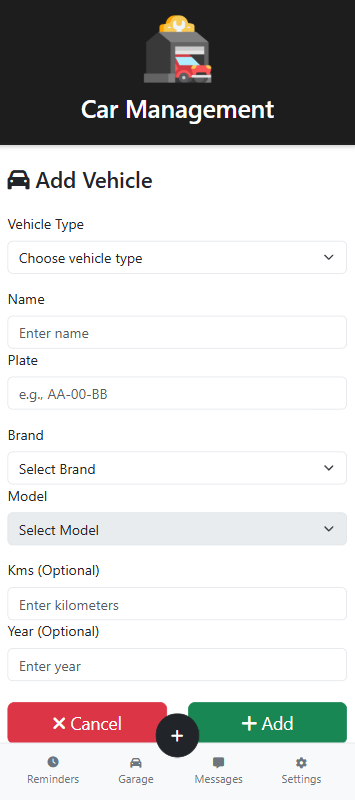 Car Management
Add Vehicle
Vehicle Type
Choose vehicle type
Name
Enter name
Plate
e.g., AA-00-BB
Brand
Select Brand
Model
Select Model
Kms (Optional)
Enter kilometers
Year (Optional)
Enter year
Cancel
Add
Reminders
Garage
Messages
Settings